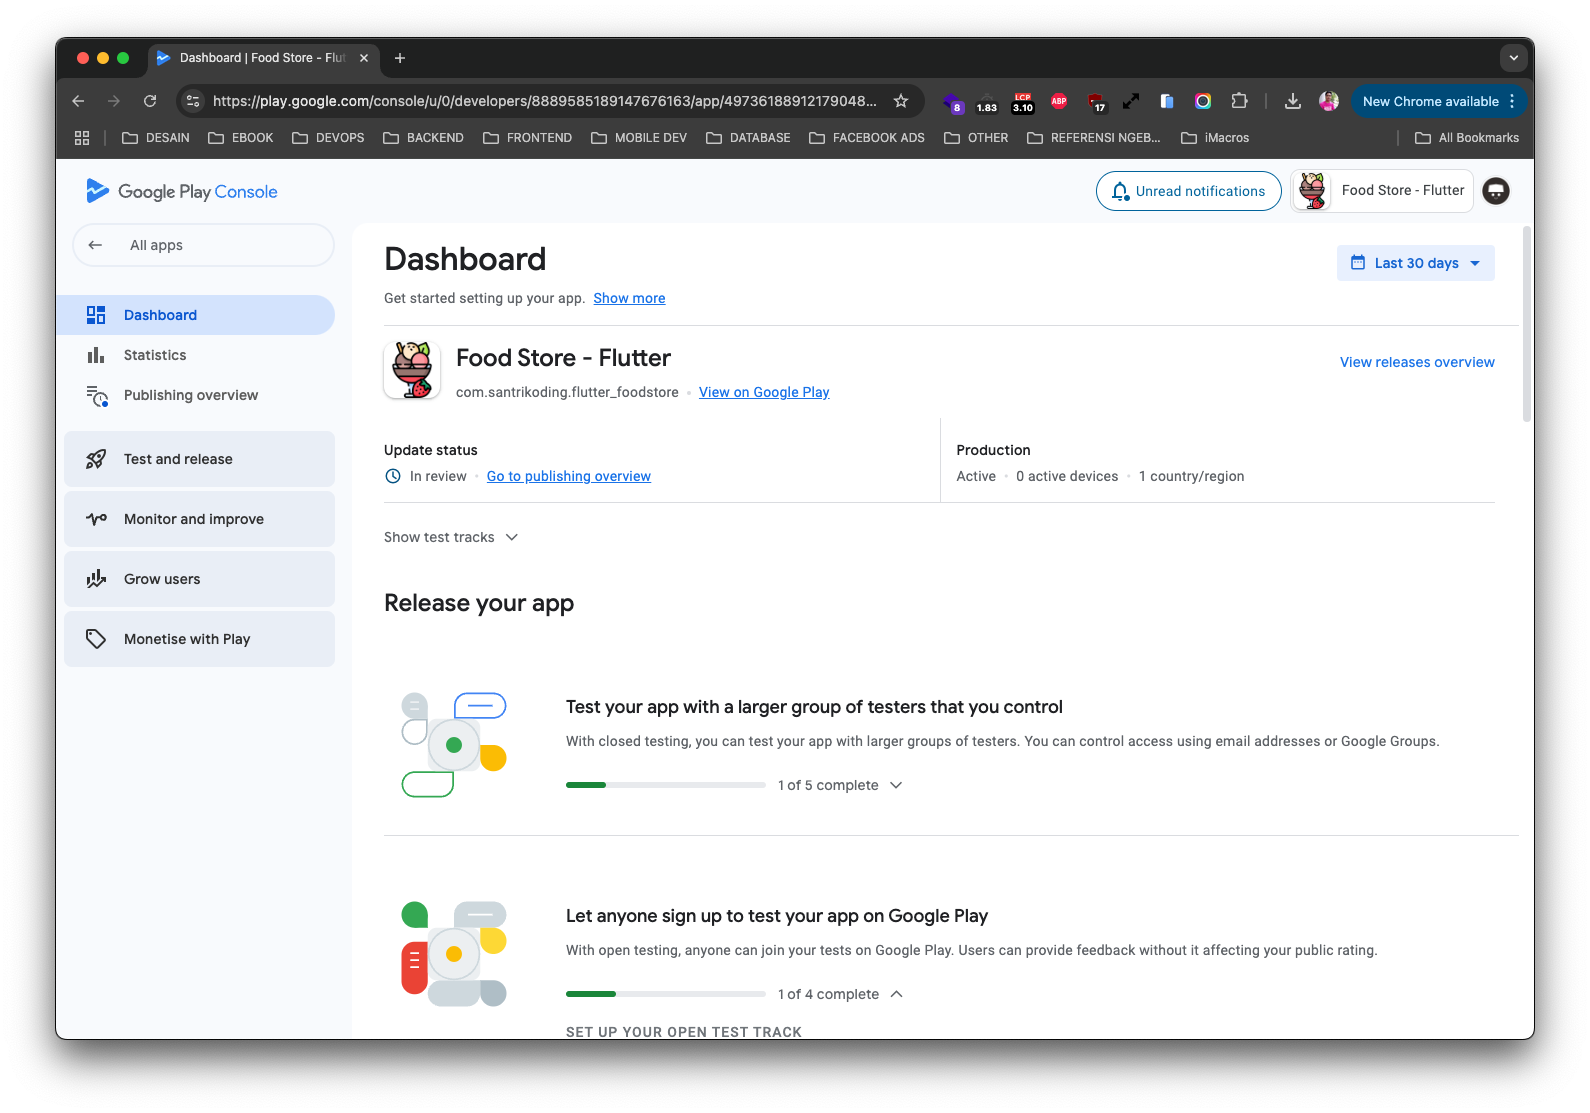 Dashboard | Food Store - Flut
https://play.google.com/console/u/0/developers/8889585189147676163/app/49736188912179048...
8
1.83
LCP
3.10
ABP
17
New Chrome available
DESAIN
EBOOK
DEVOPS
BACKEND
FRONTEND
MOBILE DEV
DATABASE
FACEBOOK ADS
OTHER
REFERENSI NGEB...
iMacros
All Bookmarks
Google Play Console
Unread notifications
Food Store - Flutter
All apps
Dashboard
Statistics
Publishing overview
Test and release
Monitor and improve
Grow users
Monetise with Play
Dashboard
Last 30 days
Get started setting up your app. Show more
Food Store - Flutter
View releases overview
com.santrikoding.flutter_foodstore • View on Google Play
Update status
In review • Go to publishing overview
Production
Active • 0 active devices • 1 country/region
Show test tracks
Release your app
Test your app with a larger group of testers that you control
With closed testing, you can test your app with larger groups of testers. You can control access using email addresses or Google Groups.
1 of 5 complete
Let anyone sign up to test your app on Google Play
With open testing, anyone can join your tests on Google Play. Users can provide feedback without it affecting your public rating.
1 of 4 complete
SET UP YOUR OPEN TEST TRACK